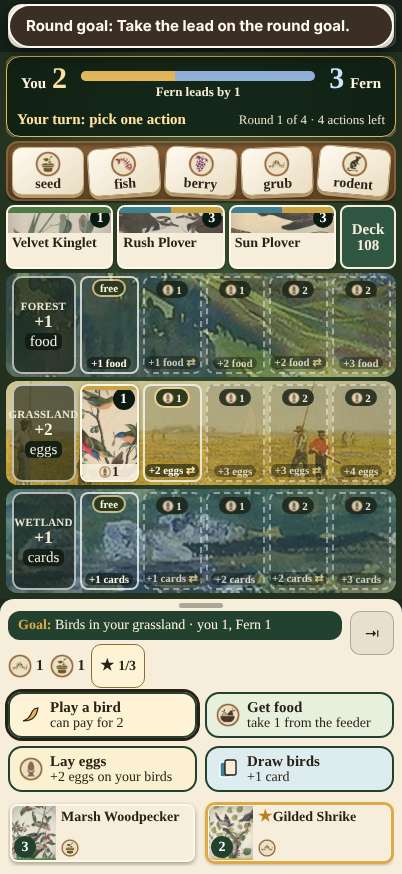 Round goal: Take the lead on the round goal.
You 2 3 Fern
Fern leads by 1
Your turn: pick one action Round 1 of 4 · 4 actions left
seed fish berry grub rodent
1 3 3
Velvet Kinglet Rush Plover Sun Plover Deck 108
FOREST +1 food
free 1 1 2 2
+1 food +1 food ⇄ +2 food +2 food ⇄ +3 food
GRASSLAND +2 eggs
1 1 1 2 2
1 +2 eggs ⇄ +3 eggs +3 eggs ⇄ +4 eggs
WETLAND +1 cards
free 1 1 2 2
+1 cards +1 cards ⇄ +2 cards +2 cards ⇄ +3 cards
Goal: Birds in your grassland · you 1, Fern 1
1 1 ★ 1/3
Play a bird
can pay for 2
Get food
take 1 from the feeder
Lay eggs
+2 eggs on your birds
Draw birds
+1 card
Marsh Woodpecker
3
★Gilded Shrike
2